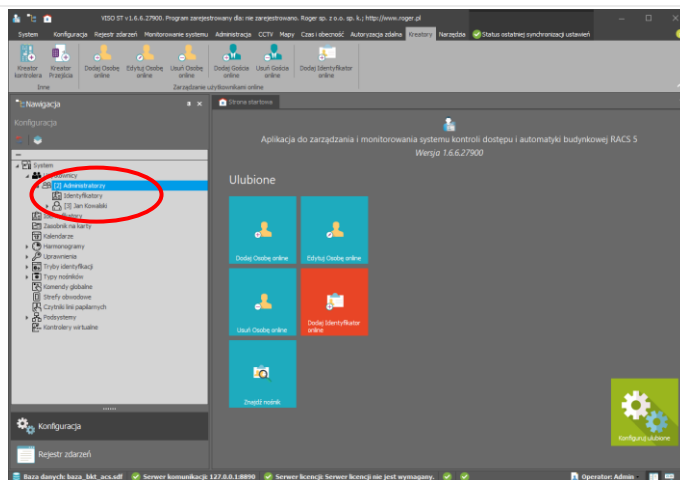 VISO ST v1.6.6.27900. Program zarejestrowany dla: nie zarejestrowano. Roger sp. z o.o. sp. k.; http://www.roger.pl
System Konfiguracja Rejestr zdarzeń Monitorowanie systemu Administracja CCTV Mapy Czas i obecność Autoryzacja zdalna Kreatory Narzędzia Status ostatniej synchronizacji ustawień
Kreator kontrolera
Kreator Przejścia
Dodaj Osobę online
Edytuj Osobę online
Usuń Osobę online
Dodaj Gościa online
Usuń Gościa online
Dodaj Identyfikator online
Inne
Zarządzanie użytkownikami online
Nawigacja
Strona startowa
Konfiguracja
System
Użytkownicy
[2] Administratorzy
Identyfikatory
[3] Jan Kowalski
Identyfikatory
Zasobnik na karty
Kalendarze
Harmonogramy
Uprawnienia
Tryby identyfikacji
Typy nośników
Komendy globalne
Strefy obwodowe
Czytniki linii papilarnych
Podsystemy
Kontrolery wirtualne
Konfiguracja
Rejestr zdarzeń
Aplikacja do zarządzania i monitorowania systemu kontroli dostępu i automatyki budynkowej RACS 5
Wersja 1.6.6.27900
Ulubione
Dodaj Osobę online
Edytuj Osobę online
Usuń Osobę online
Dodaj Identyfikator
online
Znajdź nośnik
Konfiguruj ulubione
Baza danych: baza_bkt_acs.sdf Serwer komunikacji: 127.0.0.1:8890 Serwer licencji: Serwer licencji nie jest wymagany. Operator: Admin